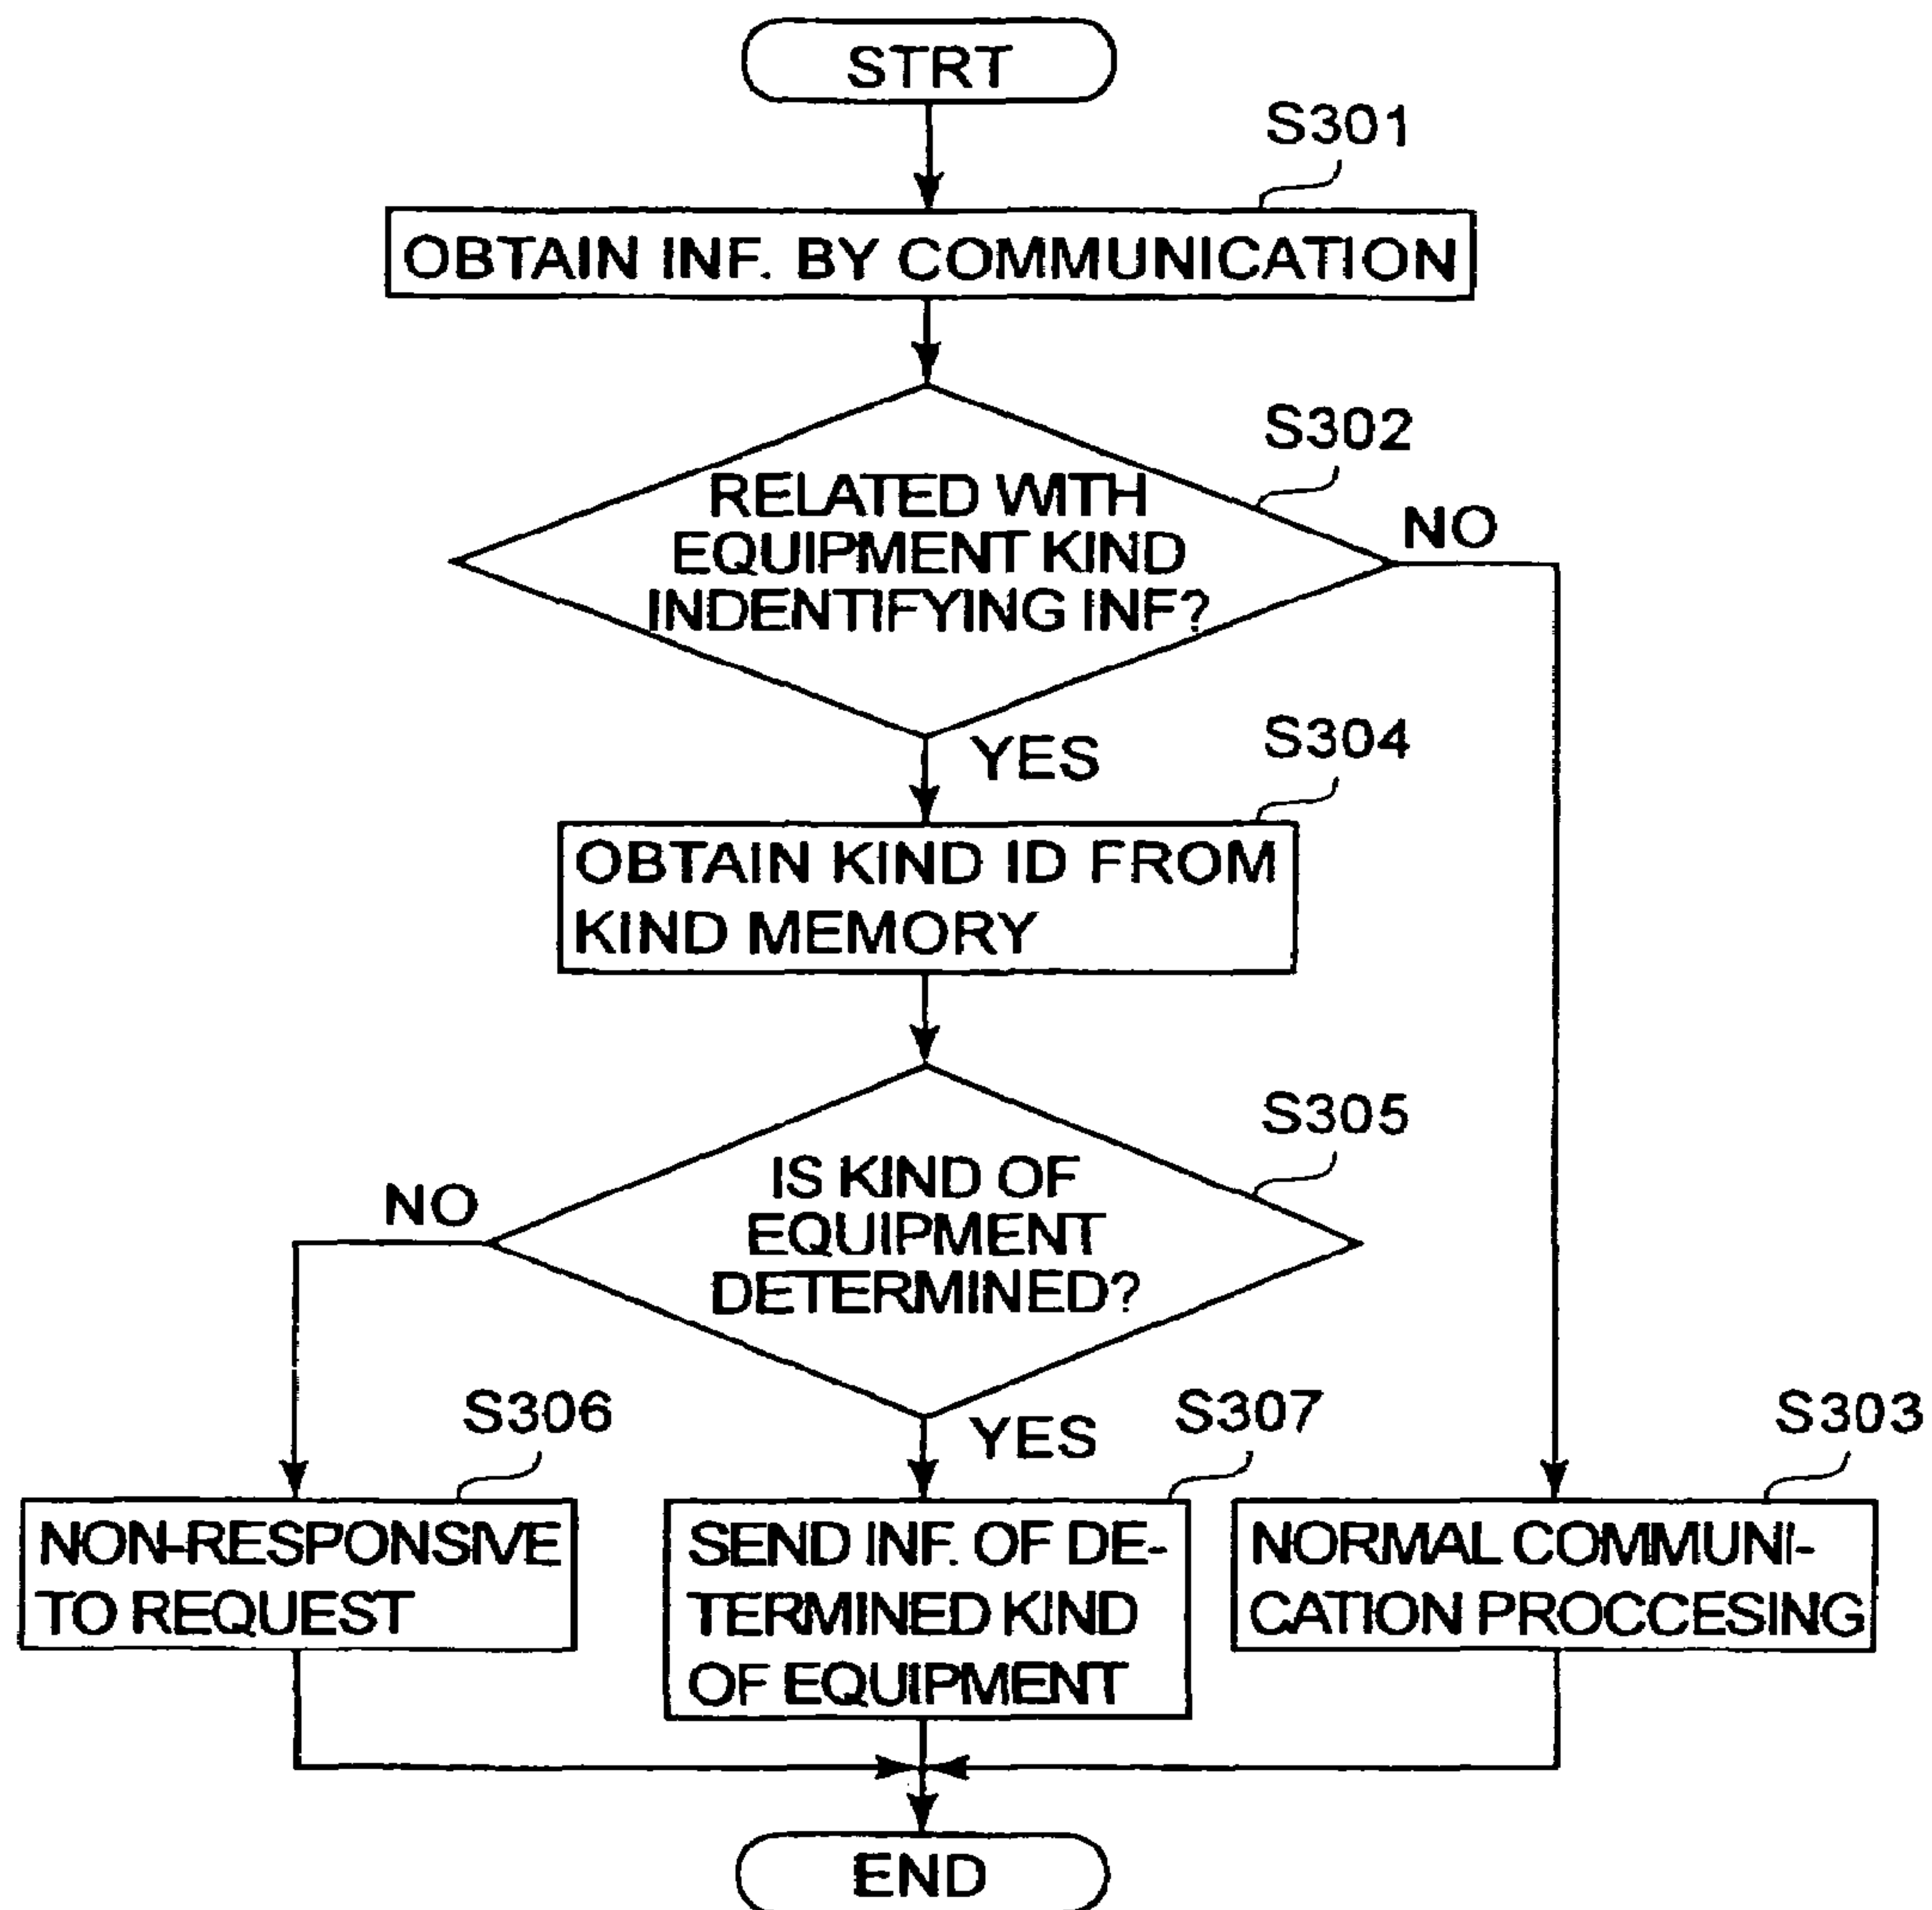 STRT
S301
OBTAIN INF. BY COMMUNICATION
S302
RELATED WITH
EQUIPMENT KIND
INDENTIFYING INF?
NO
YES
S304
OBTAIN KIND ID FROM
KIND MEMORY
S305
IS KIND OF
EQUIPMENT
DETERMINED?
NO
YES
S306
NON-RESPONSIVE
TO REQUEST
S307
SEND INF. OF DE-
TERMINED KIND
OF EQUIPMENT
S303
NORMAL COMMUNI-
CATION PROCCESING
END